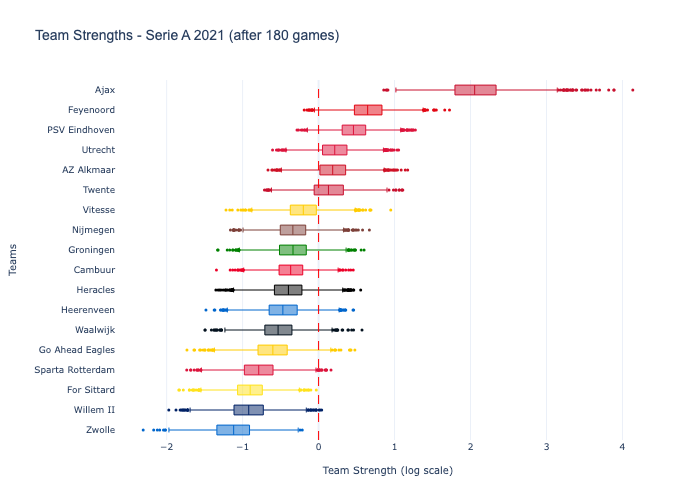 Team Strengths - Serie A 2021 (after 180 games)
Ajax
Feyenoord
PSV Eindhoven
Utrecht
AZ Alkmaar
Twente
Vitesse
Nijmegen
Groningen
Cambuur
Heracles
Heerenveen
Waalwijk
Go Ahead Eagles
Sparta Rotterdam
For Sittard
Willem II
Zwolle
Teams
−2 −1 0 1 2 3 4
Team Strength (log scale)